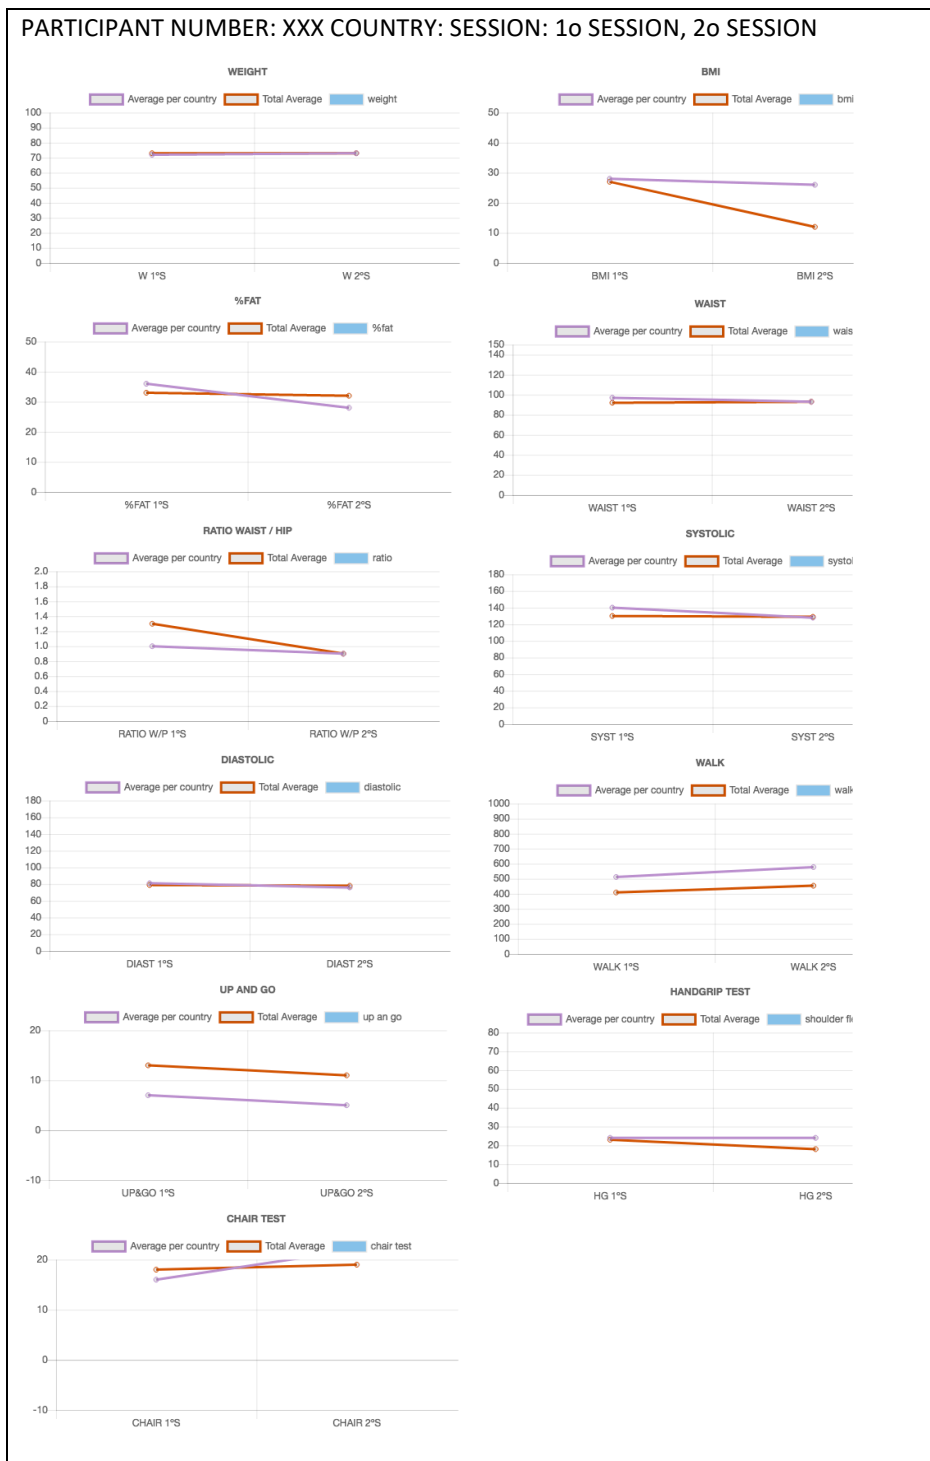 PARTICIPANT NUMBER: XXX COUNTRY: SESSION: 1o SESSION, 2o SESSION
WEIGHT
Average per country Total Average weight
100
90
80
70
60
50
40
30
20
10
0
W 1ºS W 2ºS
BMI
Average per country Total Average bmi
50
40
30
20
10
0
BMI 1ºS BMI 2ºS
%FAT
Average per country Total Average %fat
50
40
30
20
10
0
%FAT 1ºS %FAT 2ºS
WAIST
Average per country Total Average wais
150
140
120
100
80
60
40
20
0
WAIST 1ºS WAIST 2ºS
RATIO WAIST / HIP
Average per country Total Average ratio
2.0
1.8
1.6
1.4
1.2
1.0
0.8
0.6
0.4
0.2
0
RATIO W/P 1ºS RATIO W/P 2ºS
SYSTOLIC
Average per country Total Average systol
180
160
140
120
100
80
60
40
20
0
SYST 1ºS SYST 2ºS
DIASTOLIC
Average per country Total Average diastolic
180
160
140
120
100
80
60
40
20
0
DIAST 1ºS DIAST 2ºS
WALK
Average per country Total Average walk
1000
900
800
700
600
500
400
300
200
100
0
WALK 1ºS WALK 2ºS
UP AND GO
Average per country Total Average up an go
20
10
0
-10
UP&GO 1ºS UP&GO 2ºS
HANDGRIP TEST
Average per country Total Average shoulder fle
80
70
60
50
40
30
20
10
0
HG 1ºS HG 2ºS
CHAIR TEST
Average per country Total Average chair test
20
10
0
-10
CHAIR 1ºS CHAIR 2ºS